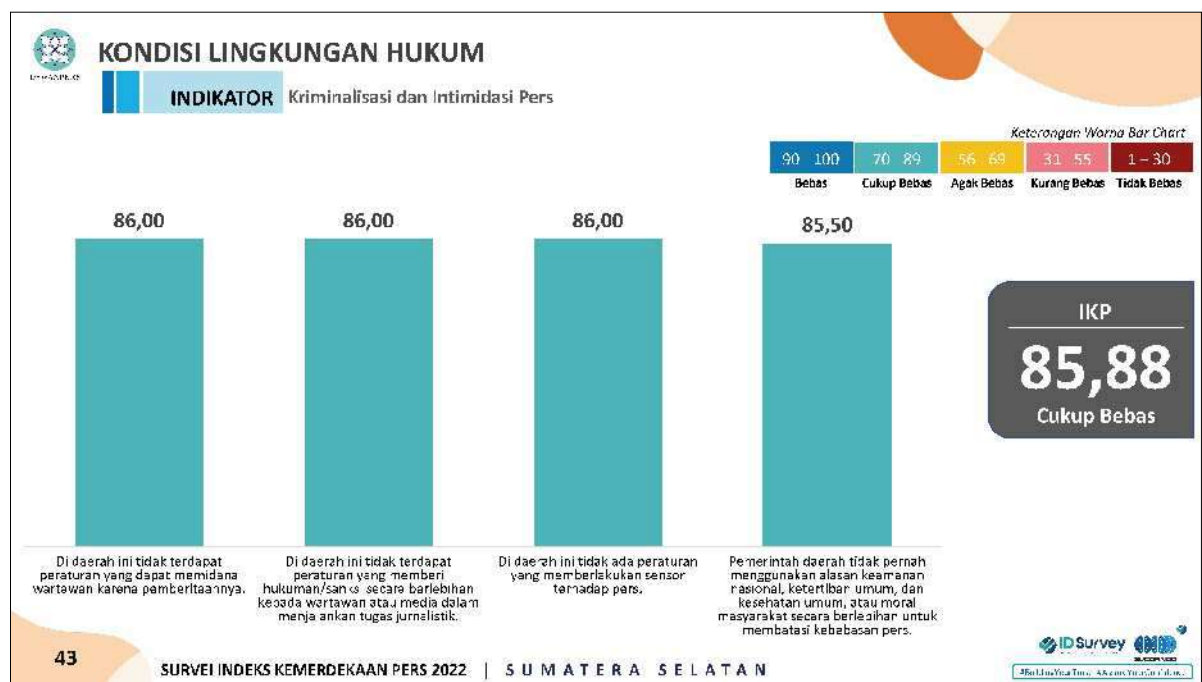 KONDISI LINGKUNGAN HUKUM
INDIKATOR Kriminalisasi dan Intimidasi Pers
Keterangan Warna Bar Chart
90 100 70 89 56 69 31 55 1 – 30
Bebas Cukup Bebas Agak Bebas Kurang Bebas Tidak Bebas
86,00 86,00 86,00 85,50
IKP
85,88
Cukup Bebas
Di daerah ini tidak terdapat
peraturan yang dapat memidana
wartawan karena pemberitaannya.
Di daerah ini tidak terdapat
peraturan yang memberi
hukuman/sanksi secara berlebihan
kepada wartawan atau media dalam
menjalankan tugas jurnalistik.
Di daerah ini tidak ada peraturan
yang memberlakukan sensor
terhadap pers.
Pemerintah daerah tidak pernah
menggunakan alasan keamanan
nasional, ketertiban umum, dan
kesehatan umum, atau moral
masyarakat secara berlebihan untuk
membatasi kebebasan pers.
43
SURVEI INDEKS KEMERDEKAAN PERS 2022 | SUMATERA SELATAN
IDSurvey